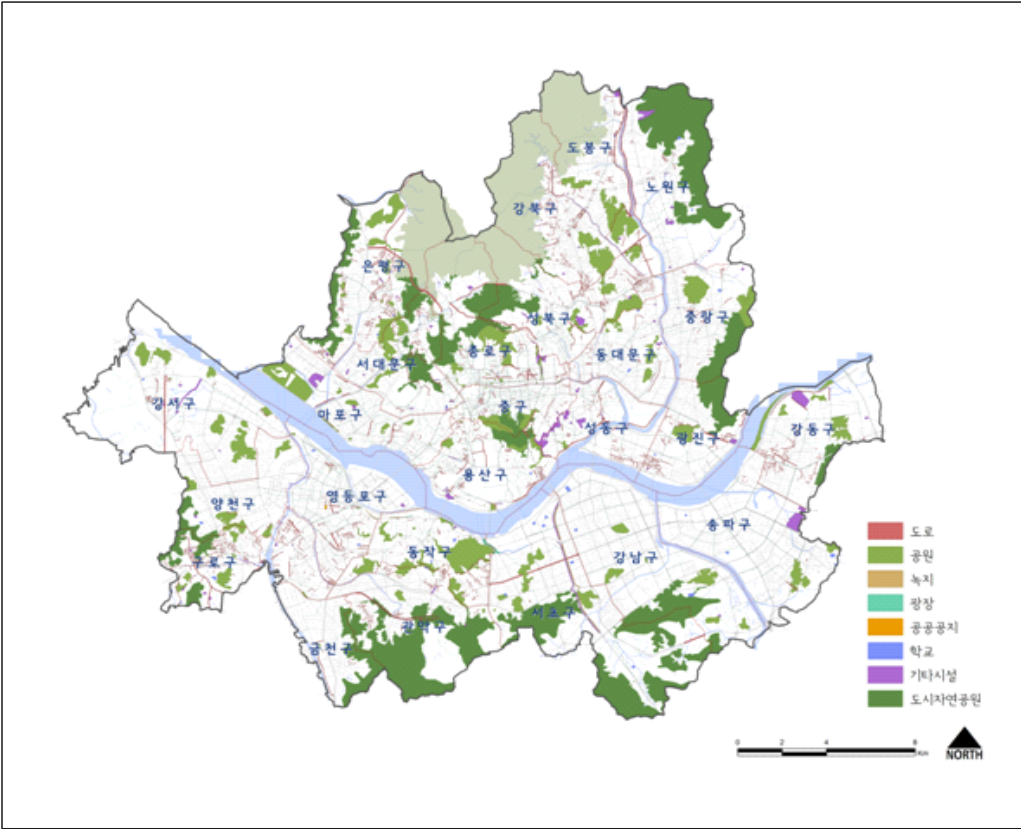 도봉구
노원구
강북구
은평구
성북구
중랑구
종로구
서대문구
동대문구
강서구
중구
마포구
성동구
광진구
강동구
용산구
영등포구
양천구
송파구
동작구
강남구
구로구
서초구
관악구
금천구
도로
공원
녹지
광장
공공공지
학교
기타시설
도시자연공원
0 2 4 8
Km
NORTH